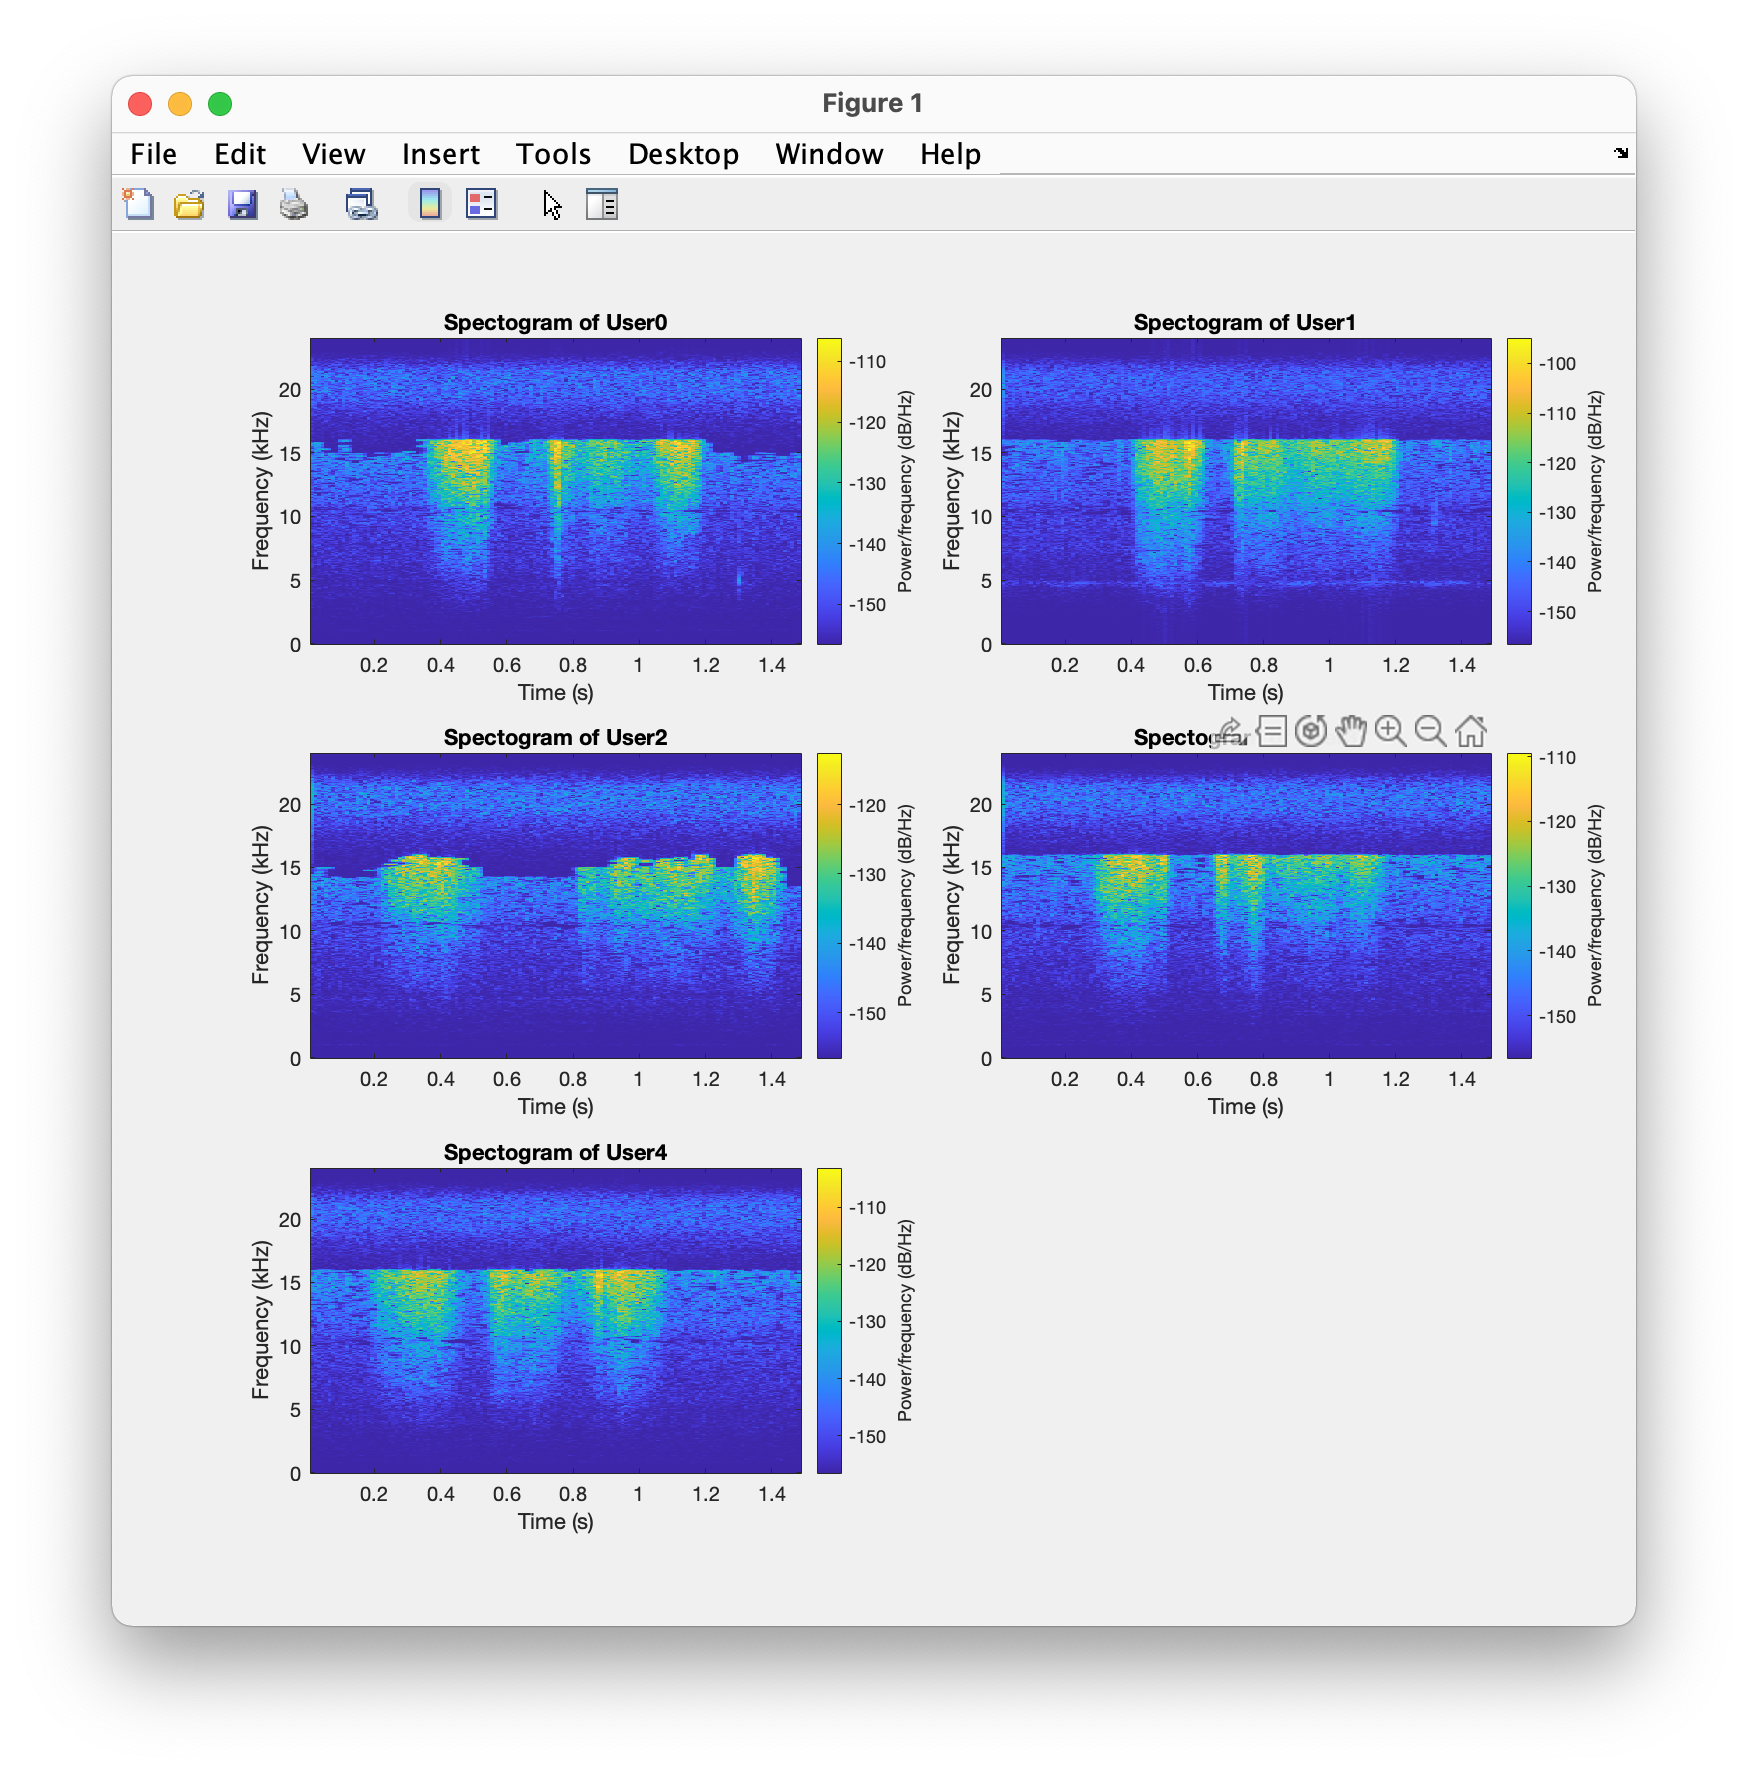 Figure 1
File Edit View Insert Tools Desktop Window Help
Spectogram of User0
20
15
10
5
0
Frequency (kHz)
0.2 0.4 0.6 0.8 1 1.2 1.4
Time (s)
-110
-120
-130
-140
-150
Power/frequency (dB/Hz)
Spectogram of User1
20
15
10
5
0
Frequency (kHz)
0.2 0.4 0.6 0.8 1 1.2 1.4
Time (s)
-100
-110
-120
-130
-140
-150
Power/frequency (dB/Hz)
Spectogram of User2
20
15
10
5
0
Frequency (kHz)
0.2 0.4 0.6 0.8 1 1.2 1.4
Time (s)
-120
-130
-140
-150
Power/frequency (dB/Hz)
20
15
10
5
0
Frequency (kHz)
0.2 0.4 0.6 0.8 1 1.2 1.4
Time (s)
-110
-120
-130
-140
-150
Power/frequency (dB/Hz)
Spectogram of User4
20
15
10
5
0
Frequency (kHz)
0.2 0.4 0.6 0.8 1 1.2 1.4
Time (s)
-110
-120
-130
-140
-150
Power/frequency (dB/Hz)